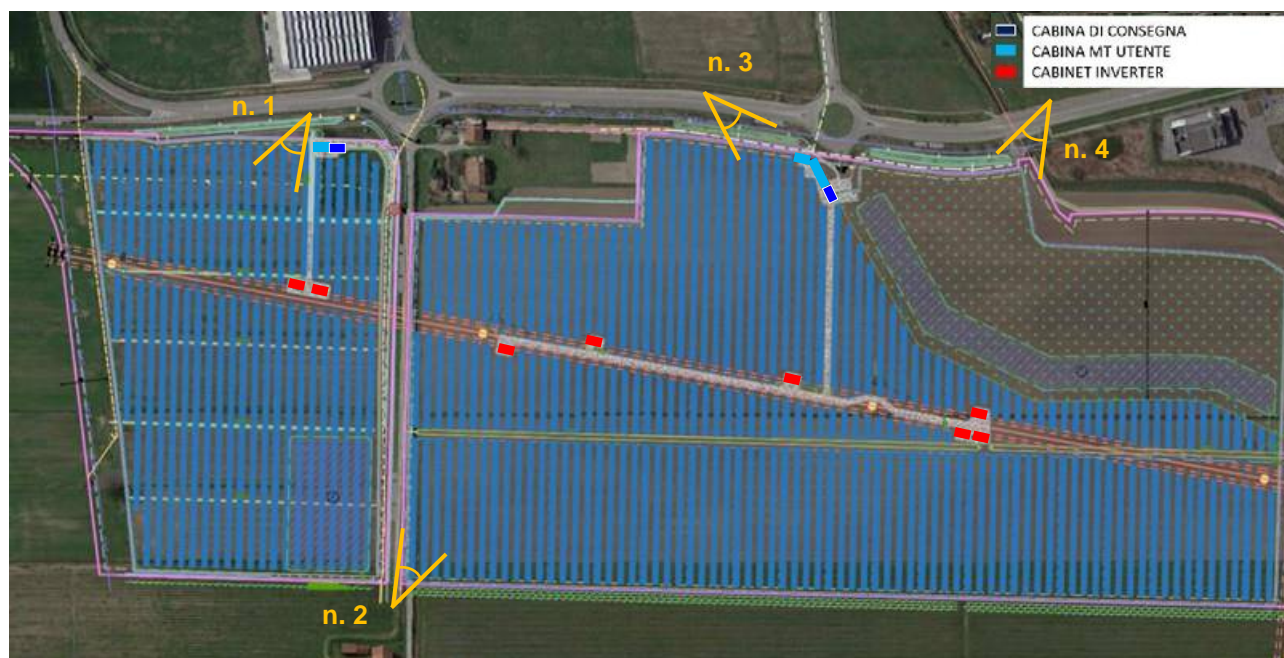 CABINA DI CONSEGNA
CABINA MT UTENTE
CABINET INVERTER
n. 3
n. 1
n. 4
n. 2